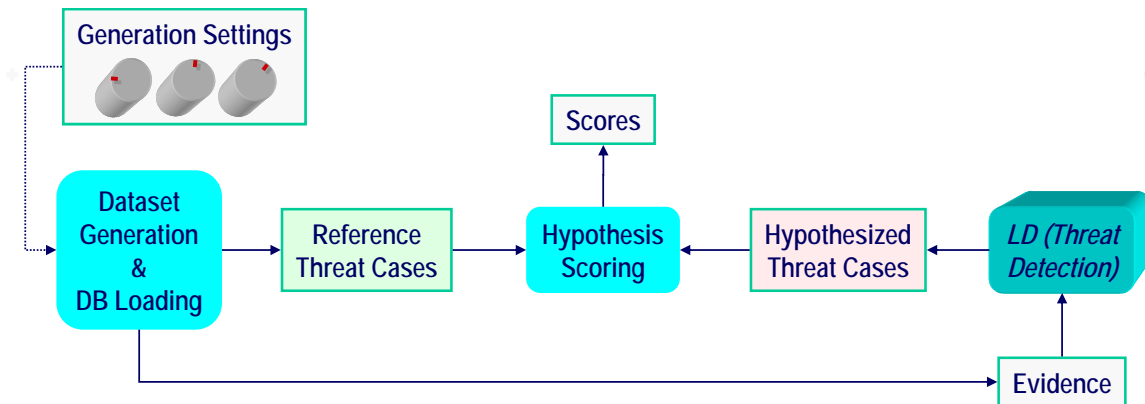 Generation Settings
Scores
Dataset
Generation
&
DB Loading
Reference
Threat Cases
Hypothesis
Scoring
Hypothesized
Threat Cases
LD (Threat
Detection)
Evidence